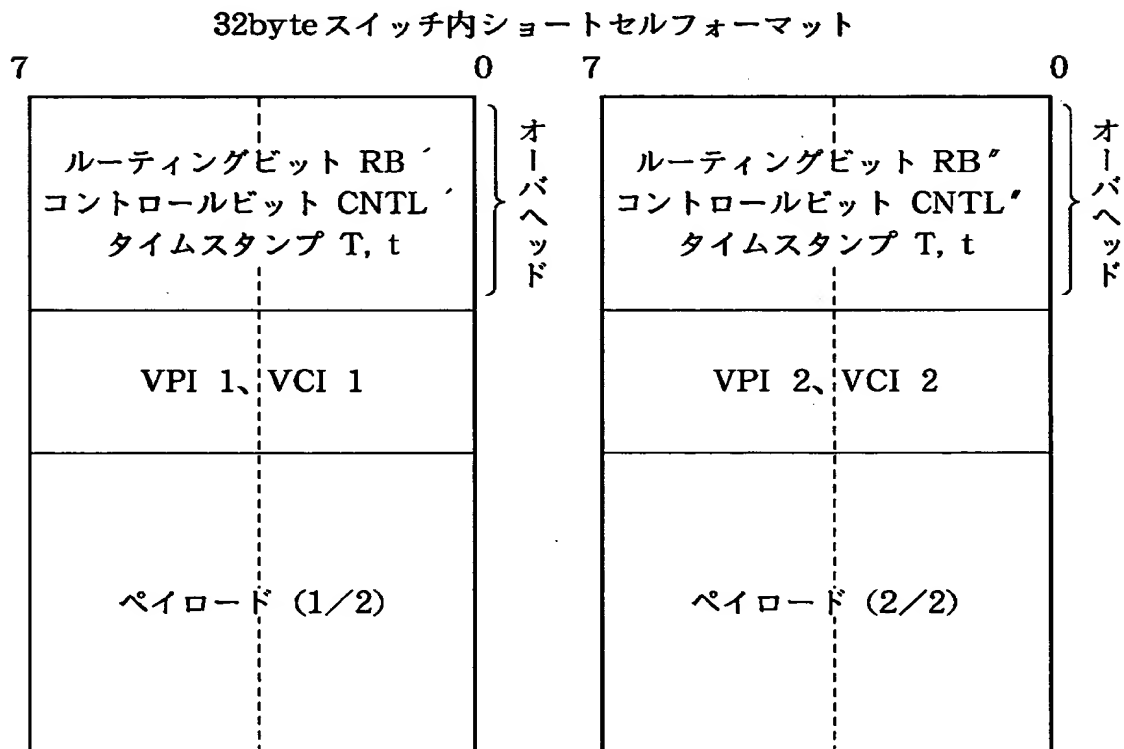 32byteスイッチ内ショートセルフォーマット
7 0
ルーティングビット RB′
コントロールビット CNTL′
タイムスタンプ T, t
オーバヘッド
VPI 1、VCI 1
ペイロード (1/2)
7 0
ルーティングビット RB″
コントロールビット CNTL″
タイムスタンプ T, t
オーバヘッド
VPI 2、VCI 2
ペイロード (2/2)